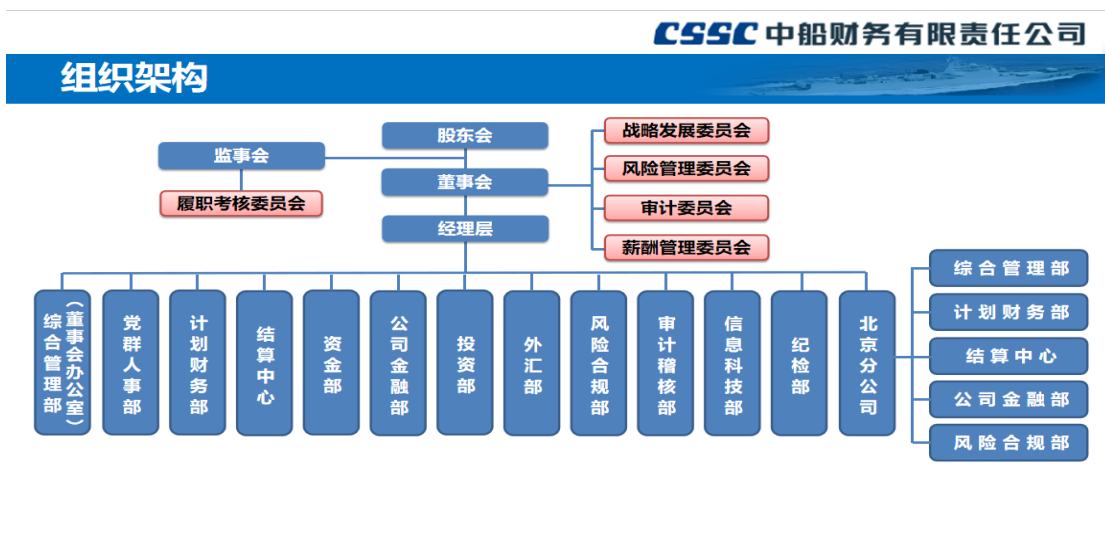 CSSC 中船财务有限责任公司
组织架构
股东会
监事会
董事会
履职考核委员会
经理层
战略发展委员会
风险管理委员会
审计委员会
薪酬管理委员会
综合管理部
（董事会办公室）
党群人事部
计划财务部
结算中心
资金部
公司金融部
投资部
外汇部
风险合规部
审计稽核部
信息科技部
纪检部
北京分公司
综合管理部
计划财务部
结算中心
公司金融部
风险合规部